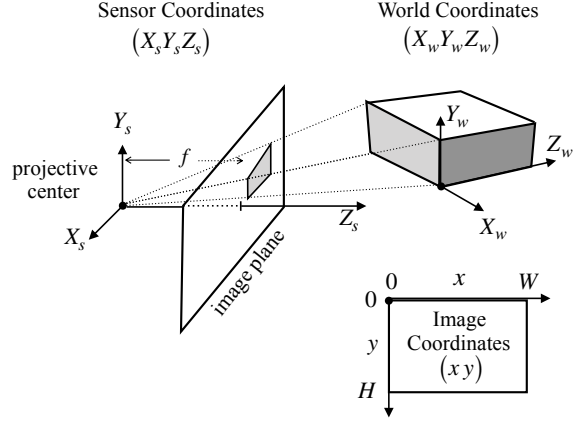 Sensor Coordinates
(XsYsZs)
World Coordinates
(XwYwZw)
Ys
f
projective
center
Xs
Zs
image plane
Yw
Zw
Xw
0 x W
0
y
H
Image
Coordinates
(x y)